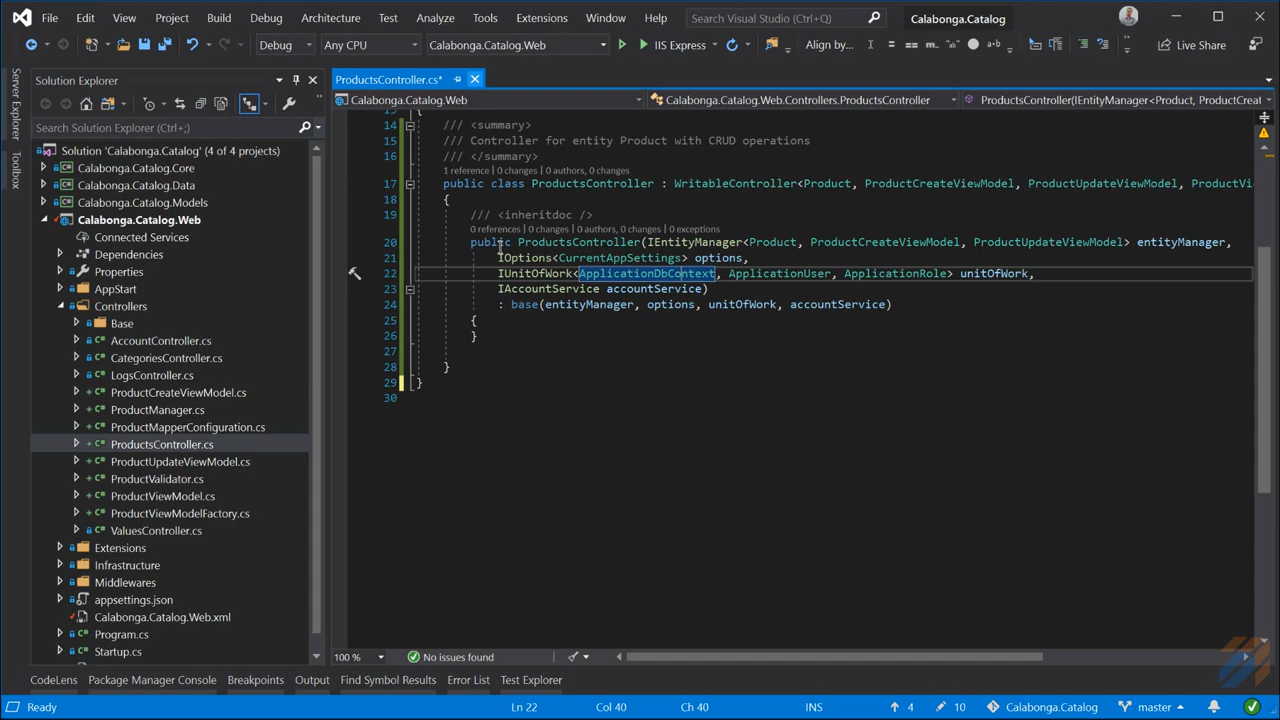 File Edit View Project Build Debug Architecture Test Analyze Tools Extensions Window Help Search Visual Studio (Ctrl+Q) Calabonga.Catalog
Debug Any CPU Calabonga.Catalog.Web IIS Express Align by... Live Share
Server Explorer
Toolbox
Solution Explorer
Search Solution Explorer (Ctrl+;)
Solution 'Calabonga.Catalog' (4 of 4 projects)
Calabonga.Catalog.Core
Calabonga.Catalog.Data
Calabonga.Catalog.Models
Calabonga.Catalog.Web
Connected Services
Dependencies
Properties
AppStart
Controllers
Base
AccountController.cs
CategoriesController.cs
LogsController.cs
ProductCreateViewModel.cs
ProductManager.cs
ProductMapperConfiguration.cs
ProductsController.cs
ProductUpdateViewModel.cs
ProductValidator.cs
ProductViewModel.cs
ProductViewModelFactory.cs
ValuesController.cs
Extensions
Infrastructure
Middlewares
appsettings.json
Calabonga.Catalog.Web.xml
Program.cs
Startup.cs
ProductsController.cs*
Calabonga.Catalog.Web Calabonga.Catalog.Web.Controllers.ProductsController ProductsController(IEntityManager<Product, ProductCreat
13 {
14 /// <summary>
15 /// Controller for entity Product with CRUD operations
16 /// </summary>
1 reference | 0 changes | 0 authors, 0 changes
17 public class ProductsController : WritableController<Product, ProductCreateViewModel, ProductUpdateViewModel, ProductVi
18 {
19 /// <inheritdoc />
0 references | 0 changes | 0 authors, 0 changes | 0 exceptions
20 public ProductsController(IEntityManager<Product, ProductCreateViewModel, ProductUpdateViewModel> entityManager,
21 IOptions<CurrentAppSettings> options,
22 IUnitOfWork<ApplicationDbContext, ApplicationUser, ApplicationRole> unitOfWork,
23 IAccountService accountService)
24 : base(entityManager, options, unitOfWork, accountService)
25 {
26 }
27
28 }
29 }
30
100 % No issues found
CodeLens Package Manager Console Breakpoints Output Find Symbol Results Error List Test Explorer
Ready Ln 22 Col 40 Ch 40 INS 4 10 Calabonga.Catalog master